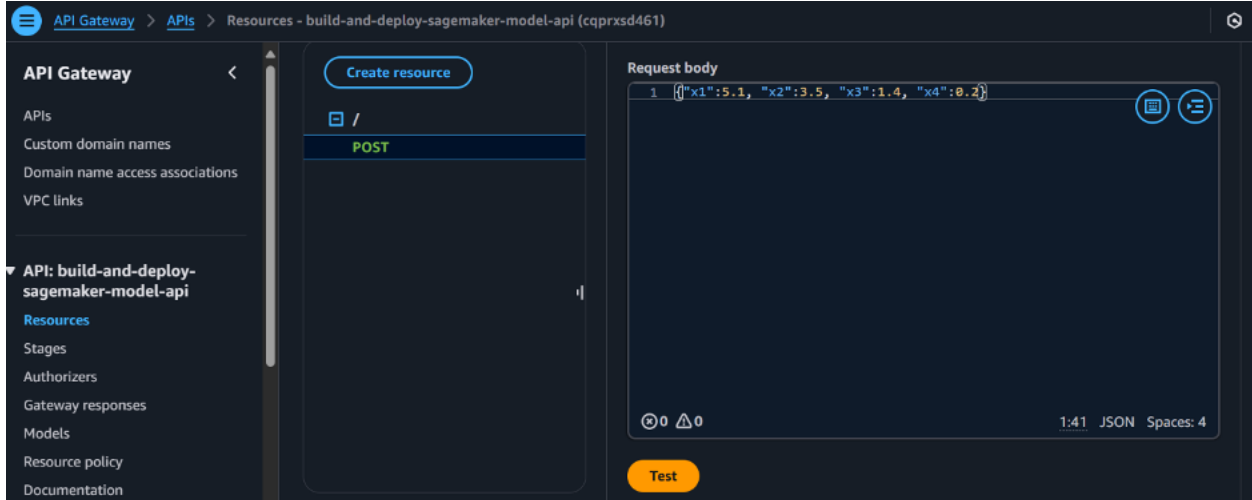 API Gateway > APIs > Resources - build-and-deploy-sagemaker-model-api (cqprxsd461)
API Gateway
APIs
Custom domain names
Domain name access associations
VPC links
API: build-and-deploy-
sagemaker-model-api
Resources
Stages
Authorizers
Gateway responses
Models
Resource policy
Documentation
Create resource
/
POST
Request body
1 {"x1":5.1, "x2":3.5, "x3":1.4, "x4":0.2}
0 0
1:41 JSON Spaces: 4
Test